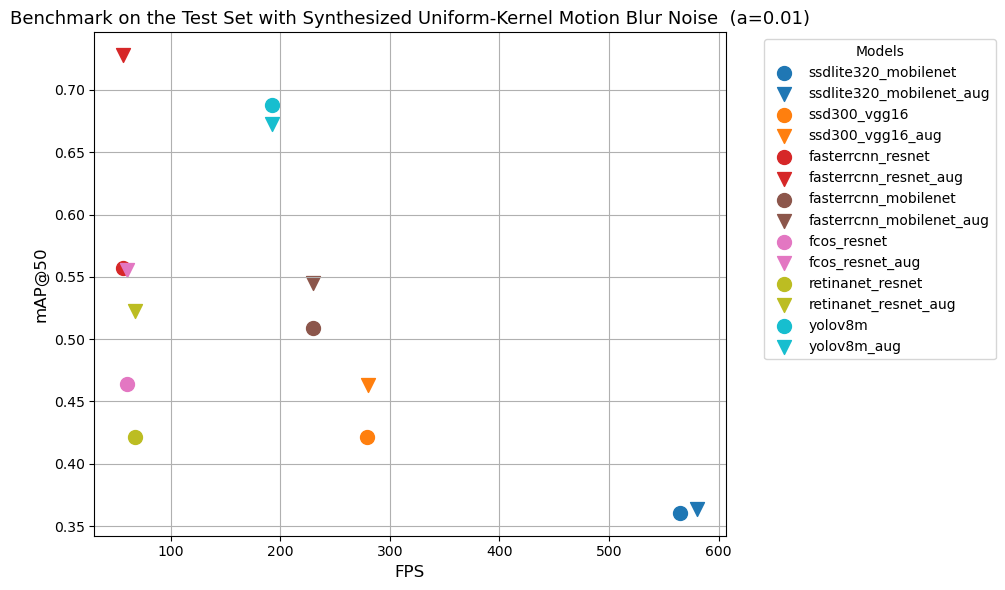 Benchmark on the Test Set with Synthesized Uniform-Kernel Motion Blur Noise  (a=0.01)
Models
ssdlite320_mobilenet
ssdlite320_mobilenet_aug
ssd300_vgg16
ssd300_vgg16_aug
fasterrcnn_resnet
fasterrcnn_resnet_aug
fasterrcnn_mobilenet
fasterrcnn_mobilenet_aug
fcos_resnet
fcos_resnet_aug
retinanet_resnet
retinanet_resnet_aug
yolov8m
yolov8m_aug
mAP@50
0.70
0.65
0.60
0.55
0.50
0.45
0.40
0.35
100 200 300 400 500 600
FPS